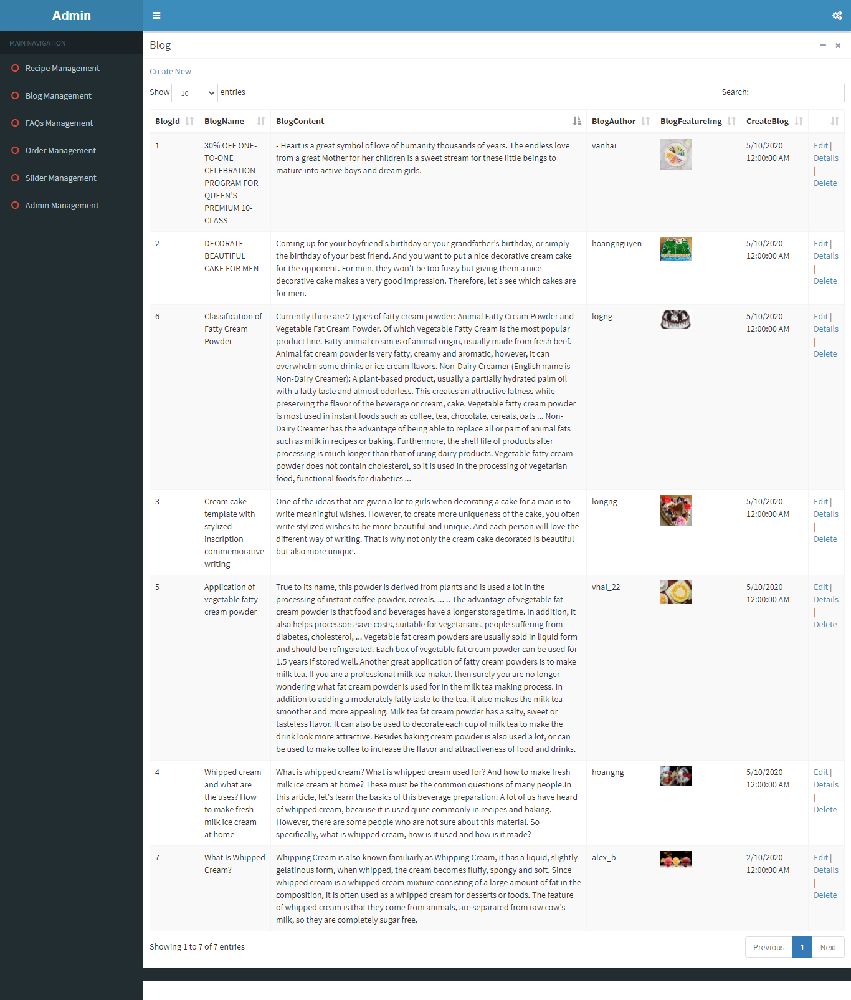 Admin
MAIN NAVIGATION
Recipe Management
Blog Management
FAQs Management
Order Management
Slider Management
Admin Management
Blog
Create New
Show 10 entries
Search:
BlogId BlogName BlogContent BlogAuthor BlogFeatureImg CreateBlog
1
30% OFF ONE-
TO-ONE
CELEBRATION
PROGRAM FOR
QUEEN'S
PREMIUM 10-
CLASS
- Heart is a great symbol of love of humanity thousands of years. The endless love
from a great Mother for her children is a sweet stream for these little beings to
mature into active boys and dream girls.
vanhai
5/10/2020
12:00:00 AM
Edit |
Details
|
Delete
2
DECORATE
BEAUTIFUL
CAKE FOR MEN
Coming up for your boyfriend's birthday or your grandfather's birthday, or simply
the birthday of your best friend. And you want to put a nice decorative cream cake
for the opponent. For men, they won't be too fussy but giving them a nice
decorative cake makes a very good impression. Therefore, let's see which cakes are
for men.
hoangnguyen
5/10/2020
12:00:00 AM
Edit |
Details
|
Delete
6
Classification of
Fatty Cream
Powder
Currently there are 2 types of fatty cream powder: Animal Fatty Cream Powder and
Vegetable Fat Cream Powder. Of which Vegetable Fatty Cream is the most popular
product line. Fatty animal cream is of animal origin, usually made from fresh beef.
Animal fat cream powder is very fatty, creamy and aromatic, however, it can
overwhelm some drinks or ice cream flavors. Non-Dairy Creamer (English name is
Non-Dairy Creamer): A plant-based product, usually a partially hydrated palm oil
with a fatty taste and almost odorless. This creates an attractive fatness while
preserving the flavor of the beverage or cream, cake. Vegetable fatty cream powder
is most used in instant foods such as coffee, tea, chocolate, cereals, oats ... Non-
Dairy Creamer has the advantage of being able to replace all or part of animal fats
such as milk in recipes or baking. Furthermore, the shelf life of products after
processing is much longer than that of using dairy products. Vegetable fatty cream
powder does not contain cholesterol, so it is used in the processing of vegetarian
food, functional foods for diabetics ...
logng
5/10/2020
12:00:00 AM
Edit |
Details
|
Delete
3
Cream cake
template with
stylized
inscription
commemorative
writing
One of the ideas that are given a lot to girls when decorating a cake for a man is to
write meaningful wishes. However, to create more uniqueness of the cake, you often
write stylized wishes to be more beautiful and unique. And each person will love the
different way of writing. That is why not only the cream cake decorated is beautiful
but also more unique.
longng
5/10/2020
12:00:00 AM
Edit |
Details
|
Delete
5
Application of
vegetable fatty
cream powder
True to its name, this powder is derived from plants and is used a lot in the
processing of instant coffee powder, cereals, ... .. The advantage of vegetable fat
cream powder is that food and beverages have a longer storage time. In addition, it
also helps processors save costs, suitable for vegetarians, people suffering from
diabetes, cholesterol, ... Vegetable fat cream powders are usually sold in liquid form
and should be refrigerated. Each box of vegetable fat cream powder can be used for
1.5 years if stored well. Another great application of fatty cream powders is to make
milk tea. If you are a professional milk tea maker, then surely you are no longer
wondering what fat cream powder is used for in the milk tea making process. In
addition to adding a moderately fatty taste to the tea, it also makes the milk tea
smoother and more appealing. Milk tea fat cream powder has a salty, sweet or
tasteless flavor. It can also be used to decorate each cup of milk tea to make the
drink look more attractive. Besides baking cream powder is also used a lot, or can
be used to make coffee to increase the flavor and attractiveness of food and drinks.
vhai_22
5/10/2020
12:00:00 AM
Edit |
Details
|
Delete
4
Whipped cream
and what are
the uses? How
to make fresh
milk ice cream
at home
What is whipped cream? What is whipped cream used for? And how to make fresh
milk ice cream at home? These must be the common questions of many people.In
this article, let's learn the basics of this beverage preparation! A lot of us have heard
of whipped cream, because it is used quite commonly in recipes and baking.
However, there are some people who are not sure about this material. So
specifically, what is whipped cream, how is it used and how is it made?
hoangng
5/10/2020
12:00:00 AM
Edit |
Details
|
Delete
7
What Is Whipped
Cream?
Whipping Cream is also known familiarly as Whipping Cream, it has a liquid, slightly
gelatinous form, when whipped, the cream becomes fluffy, spongy and soft. Since
whipped cream is a whipped cream mixture consisting of a large amount of fat in the
composition, it is often used as a whipped cream for desserts or foods. The feature
of whipped cream is that they come from animals, are separated from raw cow's
milk, so they are completely sugar free.
alex_b
2/10/2020
12:00:00 AM
Edit |
Details
|
Delete
Showing 1 to 7 of 7 entries
Previous 1 Next